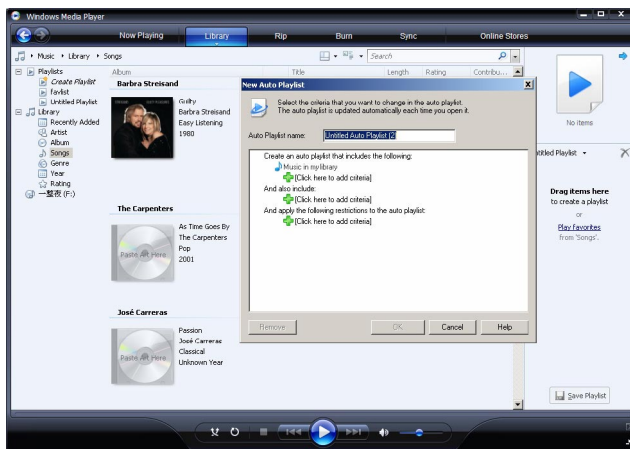 Windows Media Player
Now Playing
Library
Rip
Burn
Sync
Online Stores
Music ▸ Library ▸ Songs
Search
Playlists
Create Playlist
favlist
Untitled Playlist
Library
Recently Added
Artist
Album
Songs
Genre
Year
Rating
一整夜 (F:)
Album
Title
Length
Rating
Contribu...
Barbra Streisand
Guilty
Barbra Streisand
Easy Listening
1980
The Carpenters
Paste Art Here
As Time Goes By
The Carpenters
Pop
2001
José Carreras
Paste Art Here
Passion
José Carreras
Classical
Unknown Year
New Auto Playlist
Select the criteria that you want to change in the auto playlist.
The auto playlist is updated automatically each time you open it.
Auto Playlist name:
Untitled Auto Playlist (2)
Create an auto playlist that includes the following:
Music in my library
[Click here to add criteria]
And also include:
[Click here to add criteria]
And apply the following restrictions to the auto playlist:
[Click here to add criteria]
Remove
OK
Cancel
Help
No items
ntitled Playlist
Drag items here
to create a playlist
or
Play Favorites
from 'Songs'.
Save Playlist